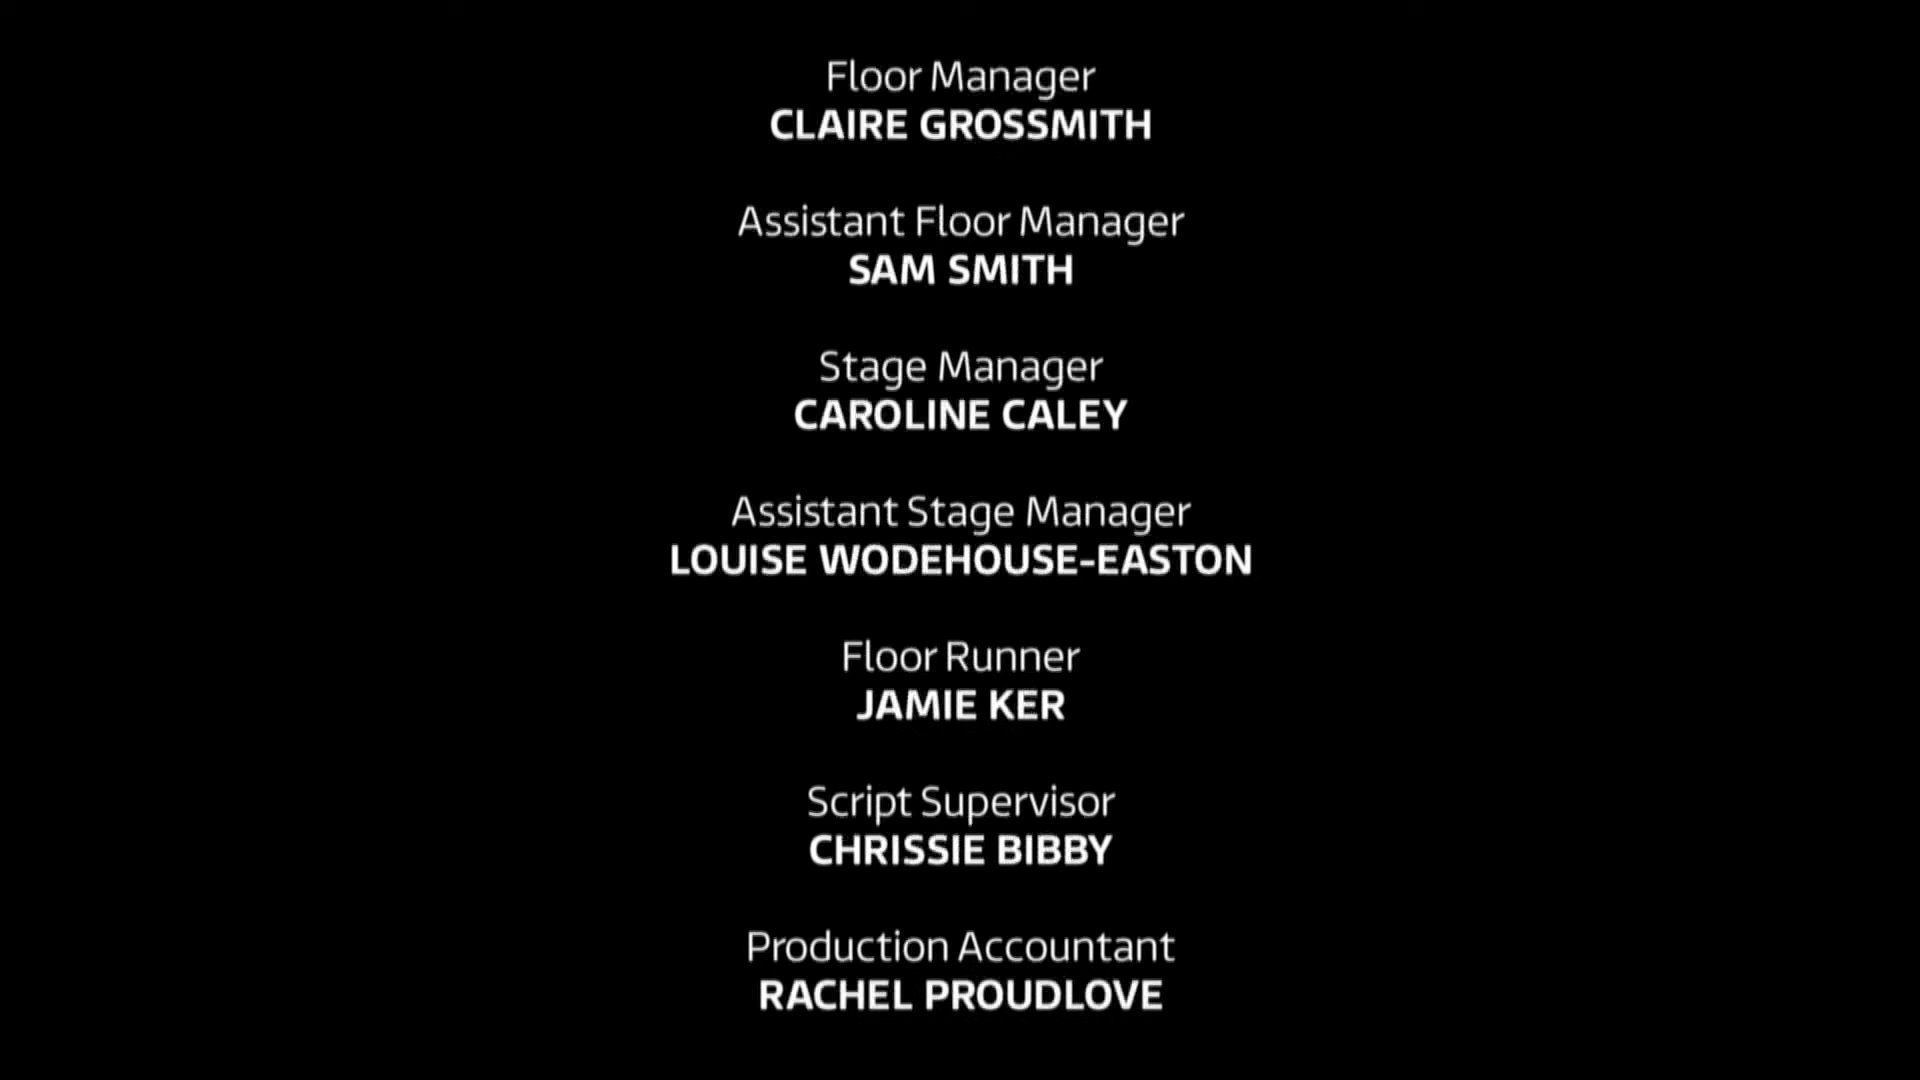 Floor Manager
CLAIRE GROSSMITH
Assistant Floor Manager
SAM SMITH
Stage Manager
CAROLINE CALEY
Assistant Stage Manager
LOUISE WODEHOUSE-EASTON
Floor Runner
JAMIE KER
Script Supervisor
CHRISSIE BIBBY
Production Accountant
RACHEL PROUDLOVE